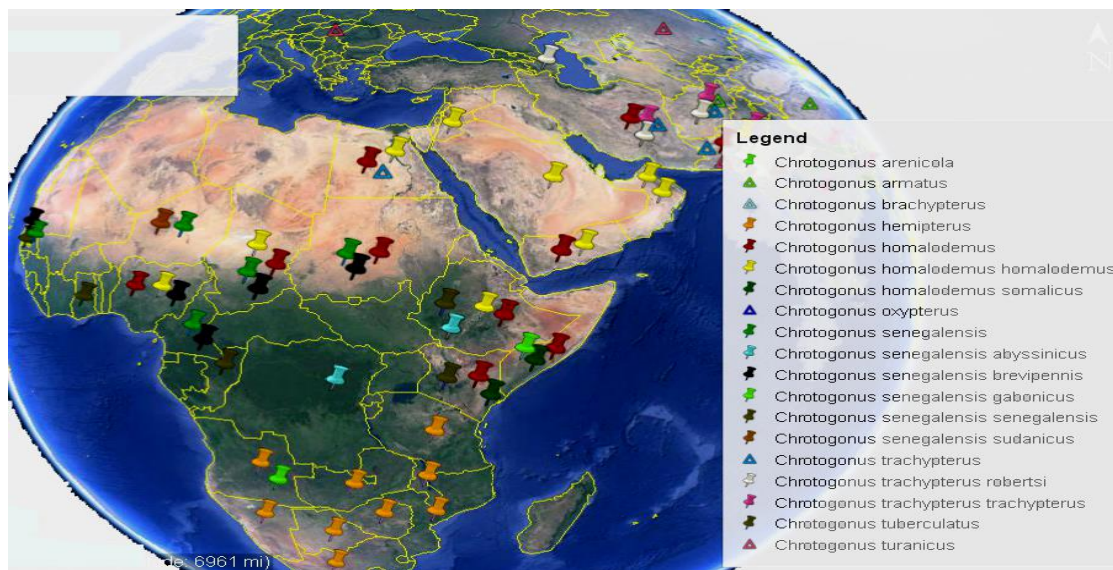 N
Legend
Chrotogonus arenicola
Chrotogonus armatus
Chrotogonus brachypterus
Chrotogonus hemipterus
Chrotogonus homalodemus
Chrotogonus homalodemus homalodemus
Chrotogonus homalodemus somalicus
Chrotogonus oxypterus
Chrotogonus senegalensis
Chrotogonus senegalensis abyssinicus
Chrotogonus senegalensis brevipennis
Chrotogonus senegalensis gabonicus
Chrotogonus senegalensis senegalensis
Chrotogonus senegalensis sudanicus
Chrotogonus trachypterus
Chrotogonus trachypterus robertsi
Chrotogonus trachypterus trachypterus
Chrotogonus tuberculatus
Chrotogonus turanicus
de: 6961 mi)